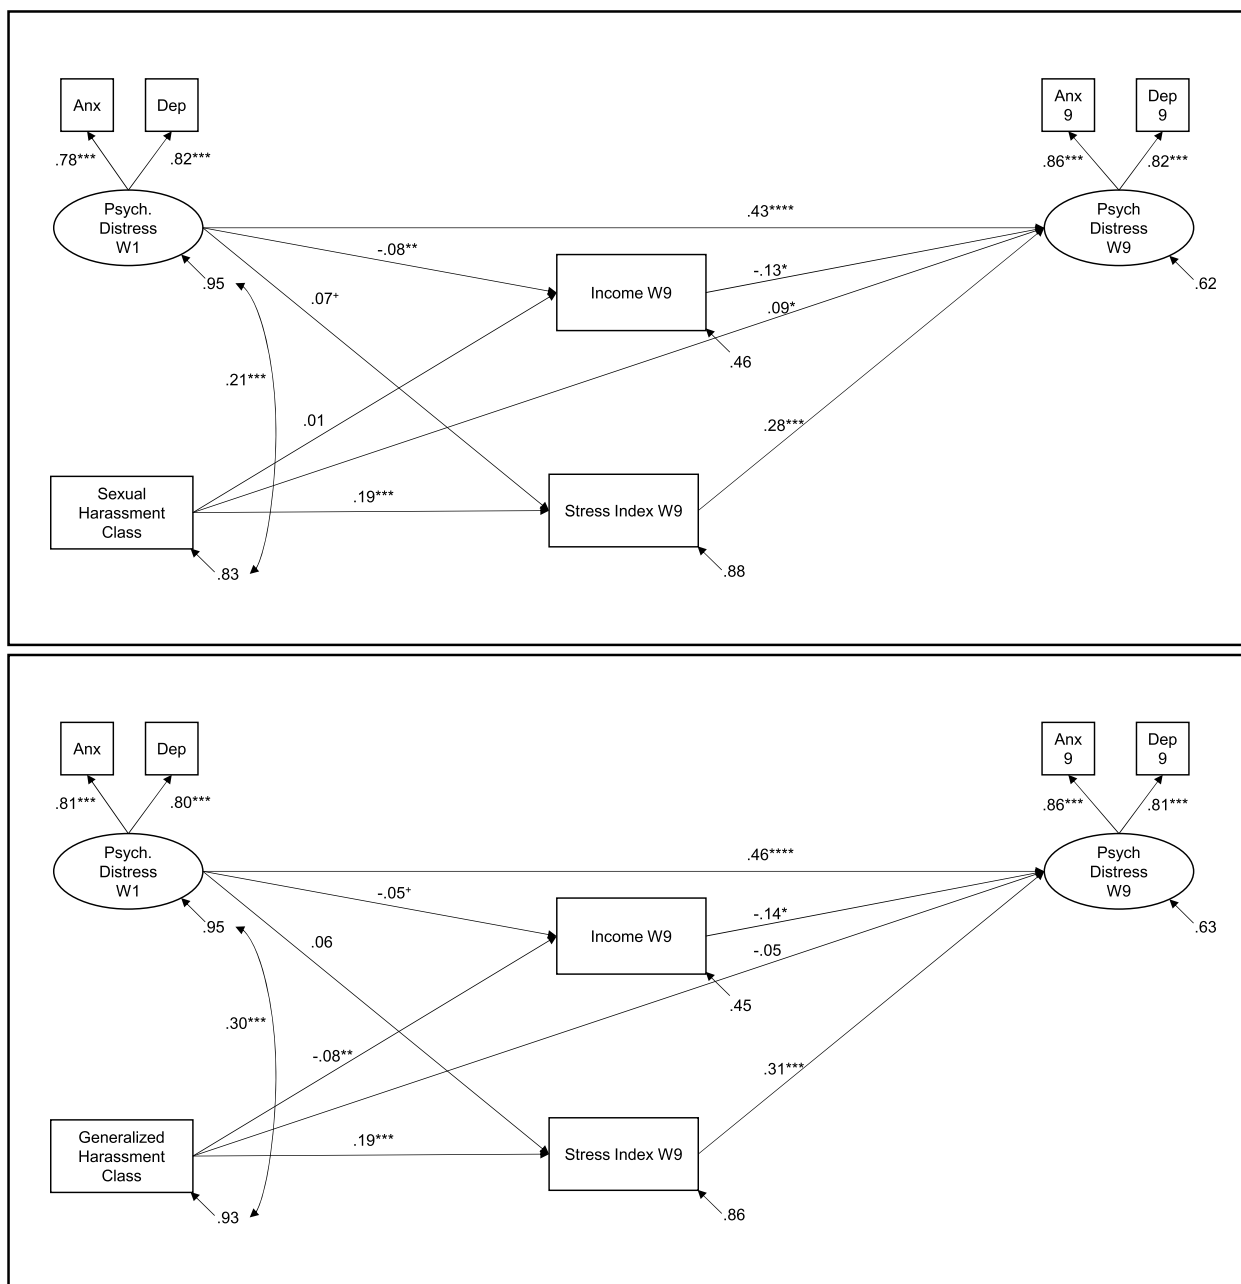 Anx
Dep
Anx
9
Dep
9
.78***
.82***
.86***
.82***
Psych.
Distress
W1
Psych
Distress
W9
.43****
-.08**
-.13*
.95
.07⁺
Income W9
.09*
.62
.46
.21***
.01
.28***
Sexual
Harassment
Class
.19***
Stress Index W9
.83
.88
Anx
Dep
Anx
9
Dep
9
.81***
.80***
.86***
.81***
Psych.
Distress
W1
Psych
Distress
W9
.46****
-.05⁺
-.14*
.95
.06
Income W9
-.05
.63
.45
.30***
-.08**
.31***
Generalized
Harassment
Class
.19***
Stress Index W9
.93
.86